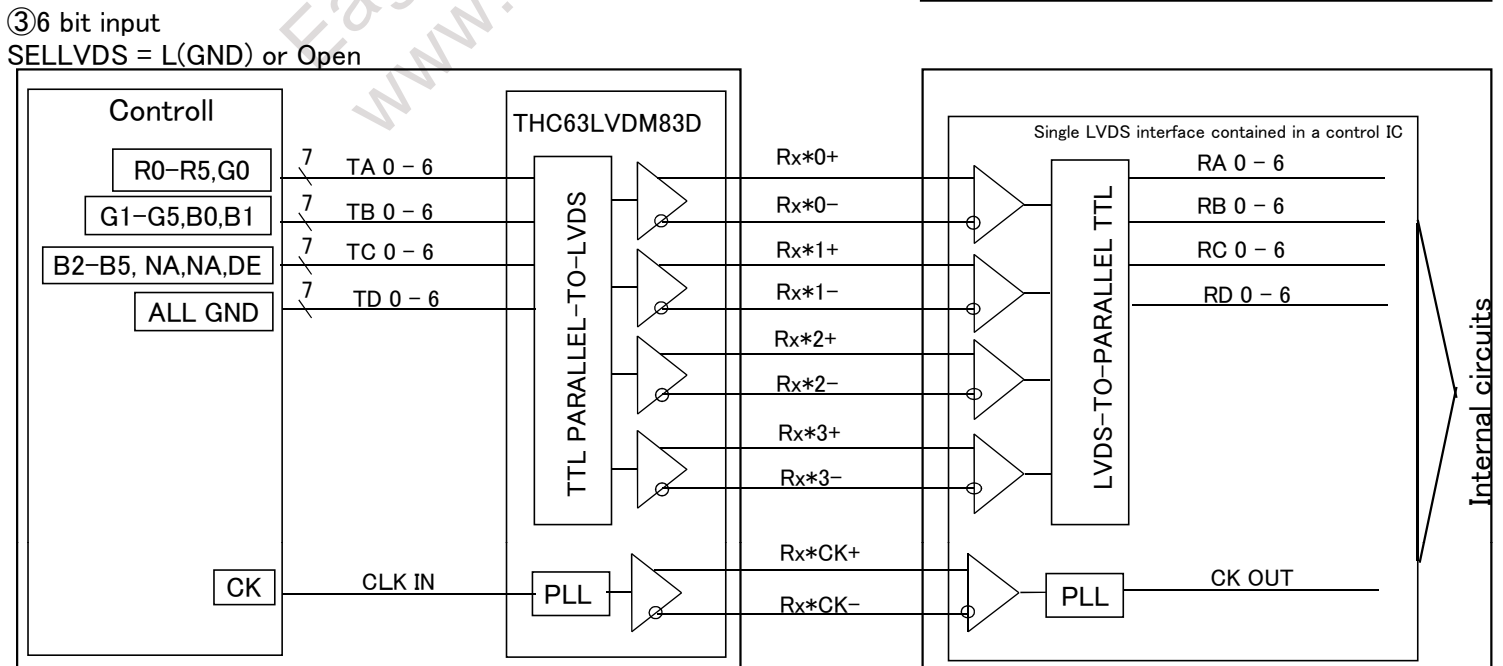 ③6 bit input
SELLVDS = L(GND) or Open
Controll
THC63LVDM83D
Single LVDS interface contained in a control IC
R0-R5,G0
7
TA 0 - 6
Rx*0+
RA 0 - 6
G1-G5,B0,B1
7
TB 0 - 6
Rx*0-
RB 0 - 6
B2-B5, NA,NA,DE
7
TC 0 - 6
Rx*1+
RC 0 - 6
ALL GND
7
TD 0 - 6
Rx*1-
RD 0 - 6
TTL PARALLEL-TO-LVDS
Rx*2+
Rx*2-
Rx*3+
Rx*3-
LVDS-TO-PARALLEL TTL
Internal circuits
CK
CLK IN
PLL
Rx*CK+
Rx*CK-
PLL
CK OUT